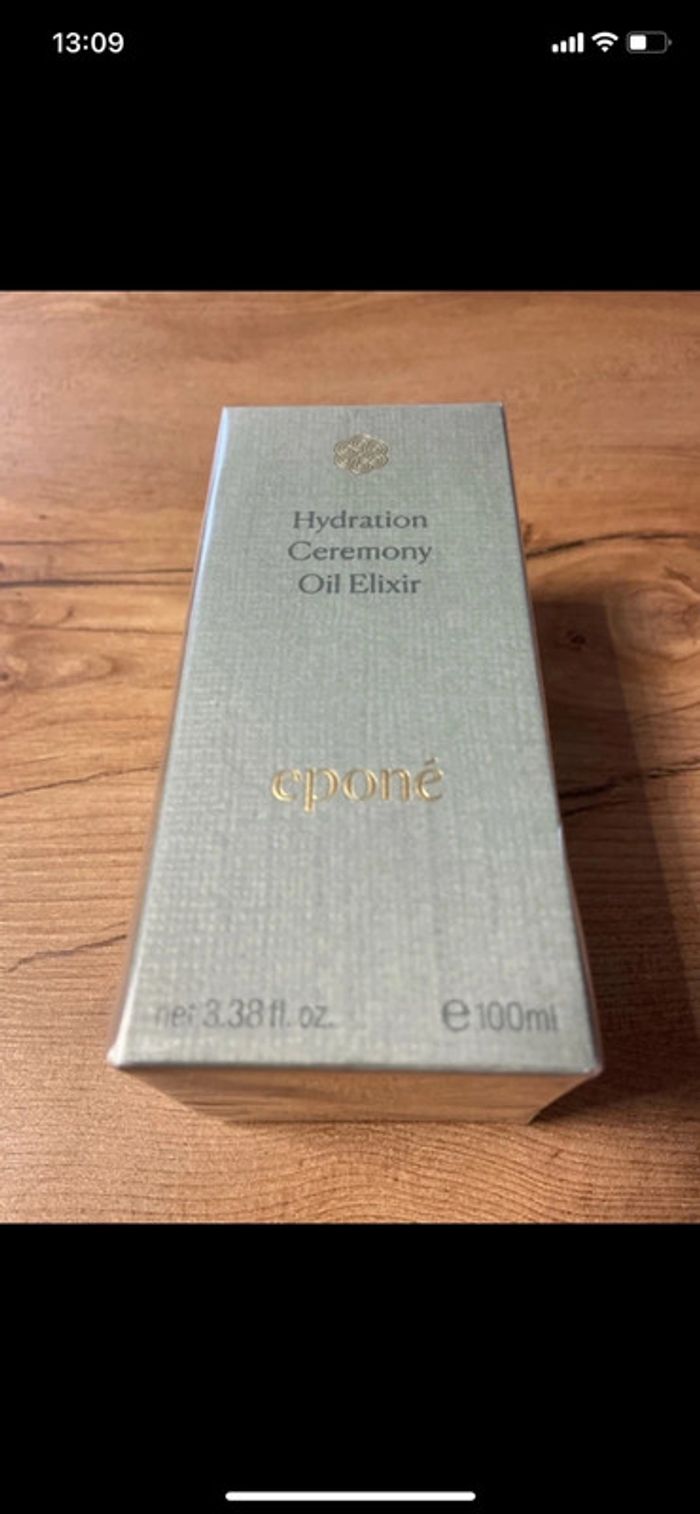 13:09
Hydration
Ceremony
Oil Elixir
eponé
net 3.38 fl. oz.
e 100ml